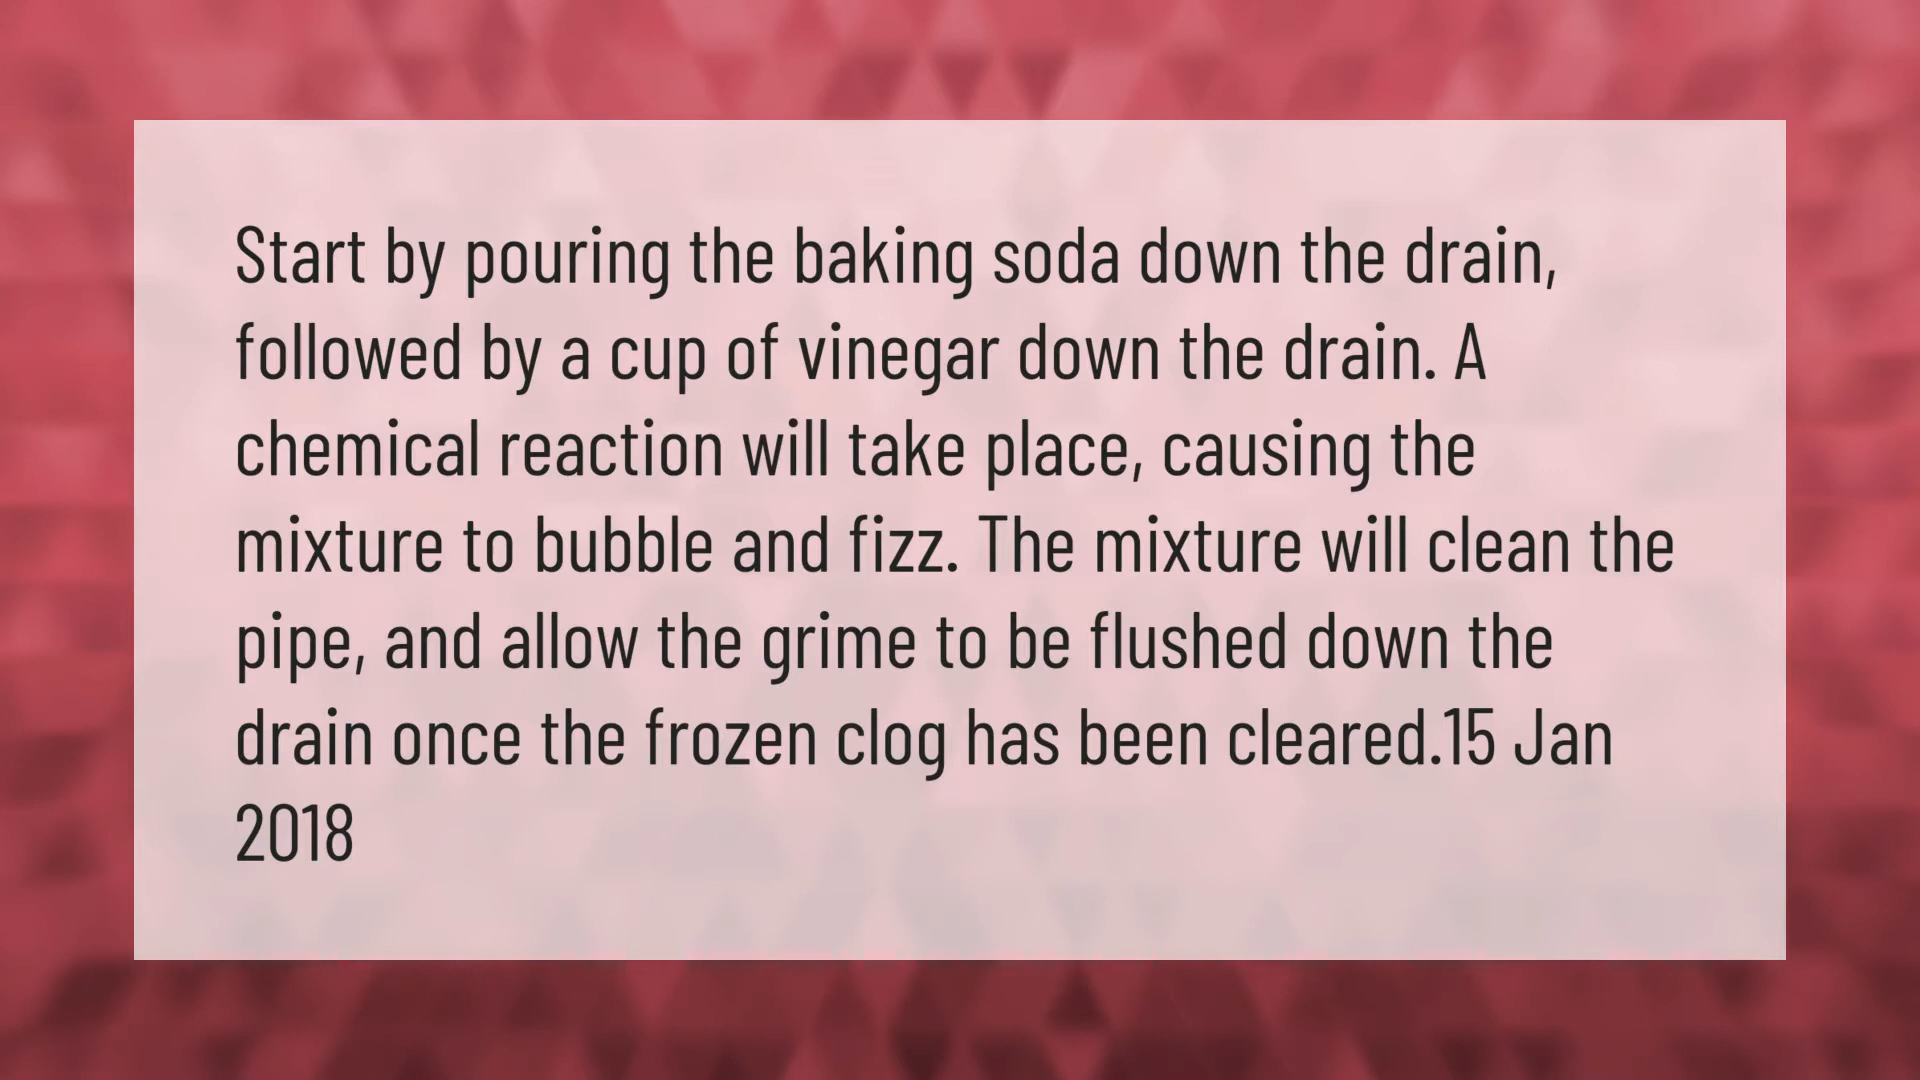 Start by pouring the baking soda down the drain,
followed by a cup of vinegar down the drain. A
chemical reaction will take place, causing the
mixture to bubble and fizz. The mixture will clean the
pipe, and allow the grime to be flushed down the
drain once the frozen clog has been cleared.15 Jan
2018